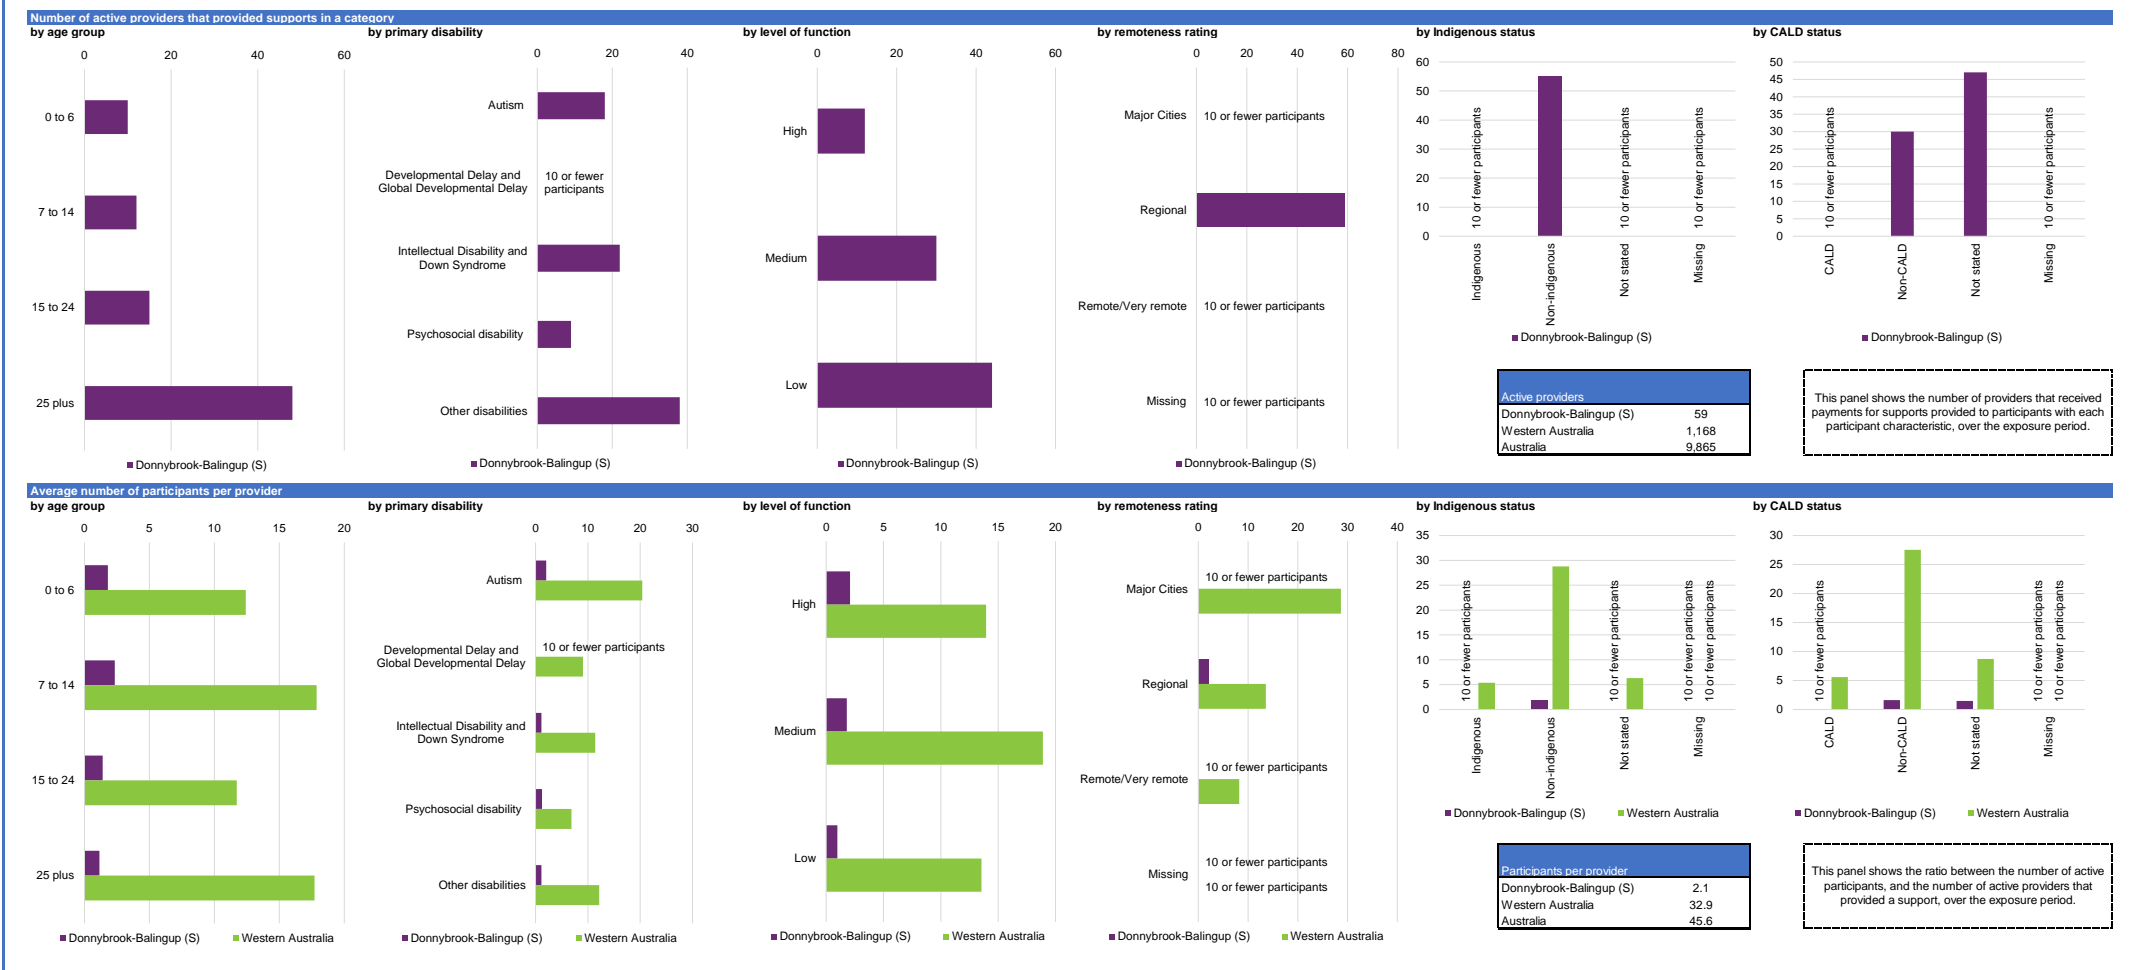 Number of active providers that provided supports in a category
by age group
0 20 40 60
0 to 6
7 to 14
15 to 24
25 plus
Donnybrook-Balingup (S)
by primary disability
0 20 40
Autism
Developmental Delay and
Global Developmental Delay
10 or fewer
participants
Intellectual Disability and
Down Syndrome
Psychosocial disability
Other disabilities
Donnybrook-Balingup (S)
by level of function
0 20 40 60
High
Medium
Low
Donnybrook-Balingup (S)
by remoteness rating
0 20 40 60 80
Major Cities 10 or fewer participants
Regional
Remote/Very remote 10 or fewer participants
Missing 10 or fewer participants
Donnybrook-Balingup (S)
by Indigenous status
60
50
40
30
20
10
0
10 or fewer participants
10 or fewer participants
10 or fewer participants
Indigenous
Non-indigenous
Not stated
Missing
Donnybrook-Balingup (S)
by CALD status
50
45
40
35
30
25
20
15
10
5
0
10 or fewer participants
10 or fewer participants
CALD
Non-CALD
Not stated
Missing
Donnybrook-Balingup (S)
Active providers
Donnybrook-Balingup (S) 59
Western Australia 1,168
Australia 9,865
This panel shows the number of providers that received
payments for supports provided to participants with each
participant characteristic, over the exposure period.
Average number of participants per provider
by age group
0 5 10 15 20
0 to 6
7 to 14
15 to 24
25 plus
Donnybrook-Balingup (S) Western Australia
by primary disability
0 10 20 30
Autism
Developmental Delay and
Global Developmental Delay
10 or fewer participants
Intellectual Disability and
Down Syndrome
Psychosocial disability
Other disabilities
Donnybrook-Balingup (S) Western Australia
by level of function
0 5 10 15 20
High
Medium
Low
Donnybrook-Balingup (S) Western Australia
by remoteness rating
0 10 20 30 40
10 or fewer participants
Major Cities
Regional
10 or fewer participants
Remote/Very remote
10 or fewer participants
Missing
10 or fewer participants
Donnybrook-Balingup (S) Western Australia
by Indigenous status
35
30
25
20
15
10
5
0
10 or fewer participants
10 or fewer participants
10 or fewer participants
10 or fewer participants
Indigenous
Non-indigenous
Not stated
Missing
Donnybrook-Balingup (S) Western Australia
by CALD status
30
25
20
15
10
5
0
10 or fewer participants
10 or fewer participants
10 or fewer participants
CALD
Non-CALD
Not stated
Missing
Donnybrook-Balingup (S) Western Australia
Participants per provider
Donnybrook-Balingup (S) 2.1
Western Australia 32.9
Australia 45.6
This panel shows the ratio between the number of active
participants, and the number of active providers that
provided a support, over the exposure period.